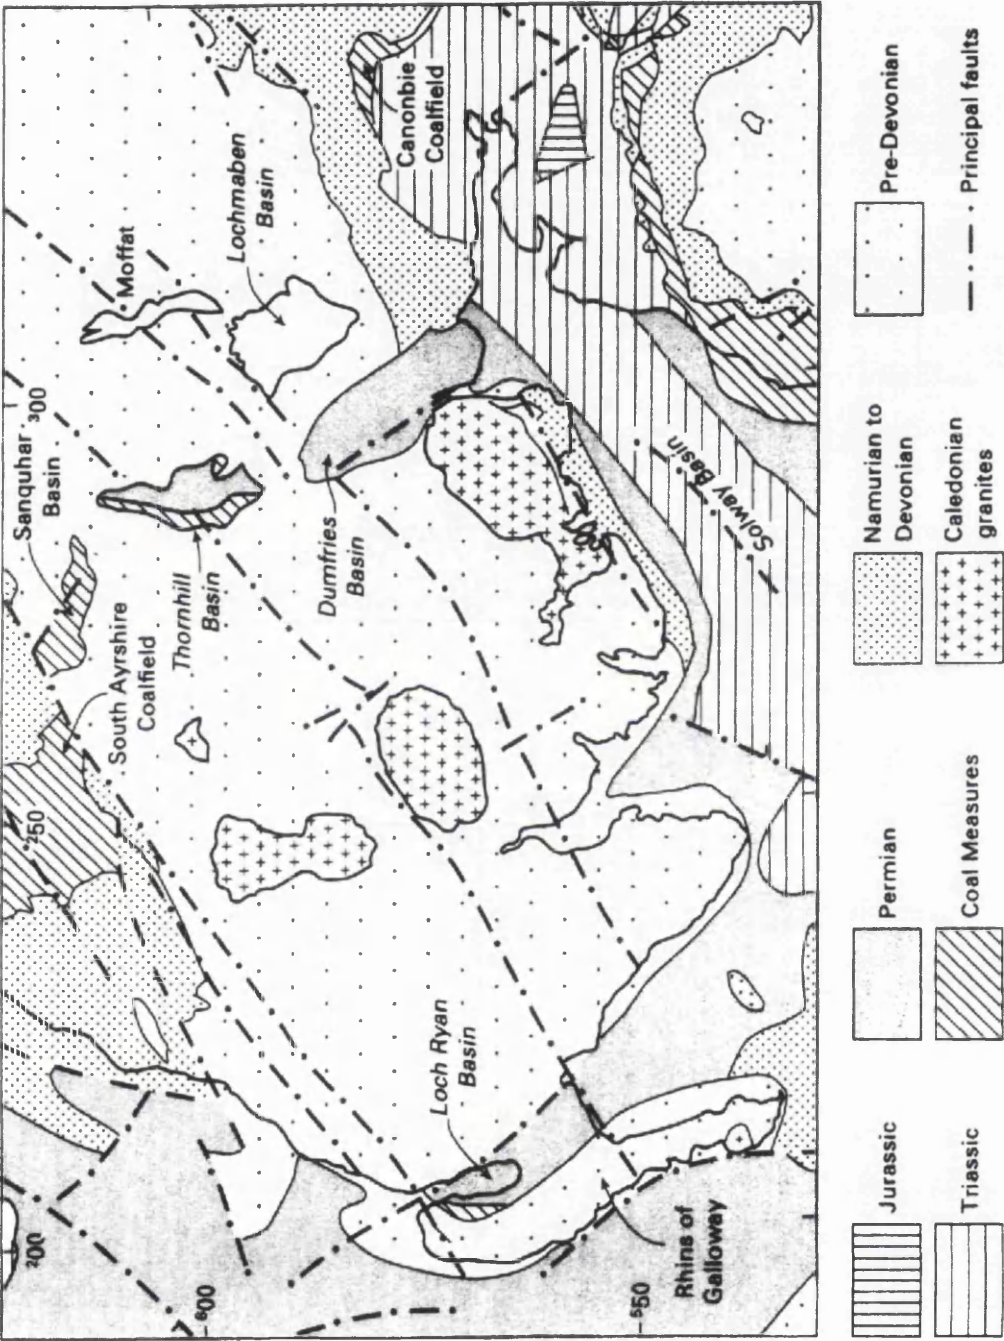 Sanquhar
Basin
300
Moffat
Lochmaben
Basin
Canonbie
Coalfield
South Ayrshire
Coalfield
Thornhill
Basin
Dumfries
Basin
250
Solway Basin
Loch Ryan
Basin
200
600
550
Rhins of
Galloway
Jurassic
Triassic
Permian
Coal Measures
Namurian to
Devonian
Caledonian
granites
Pre-Devonian
Principal faults